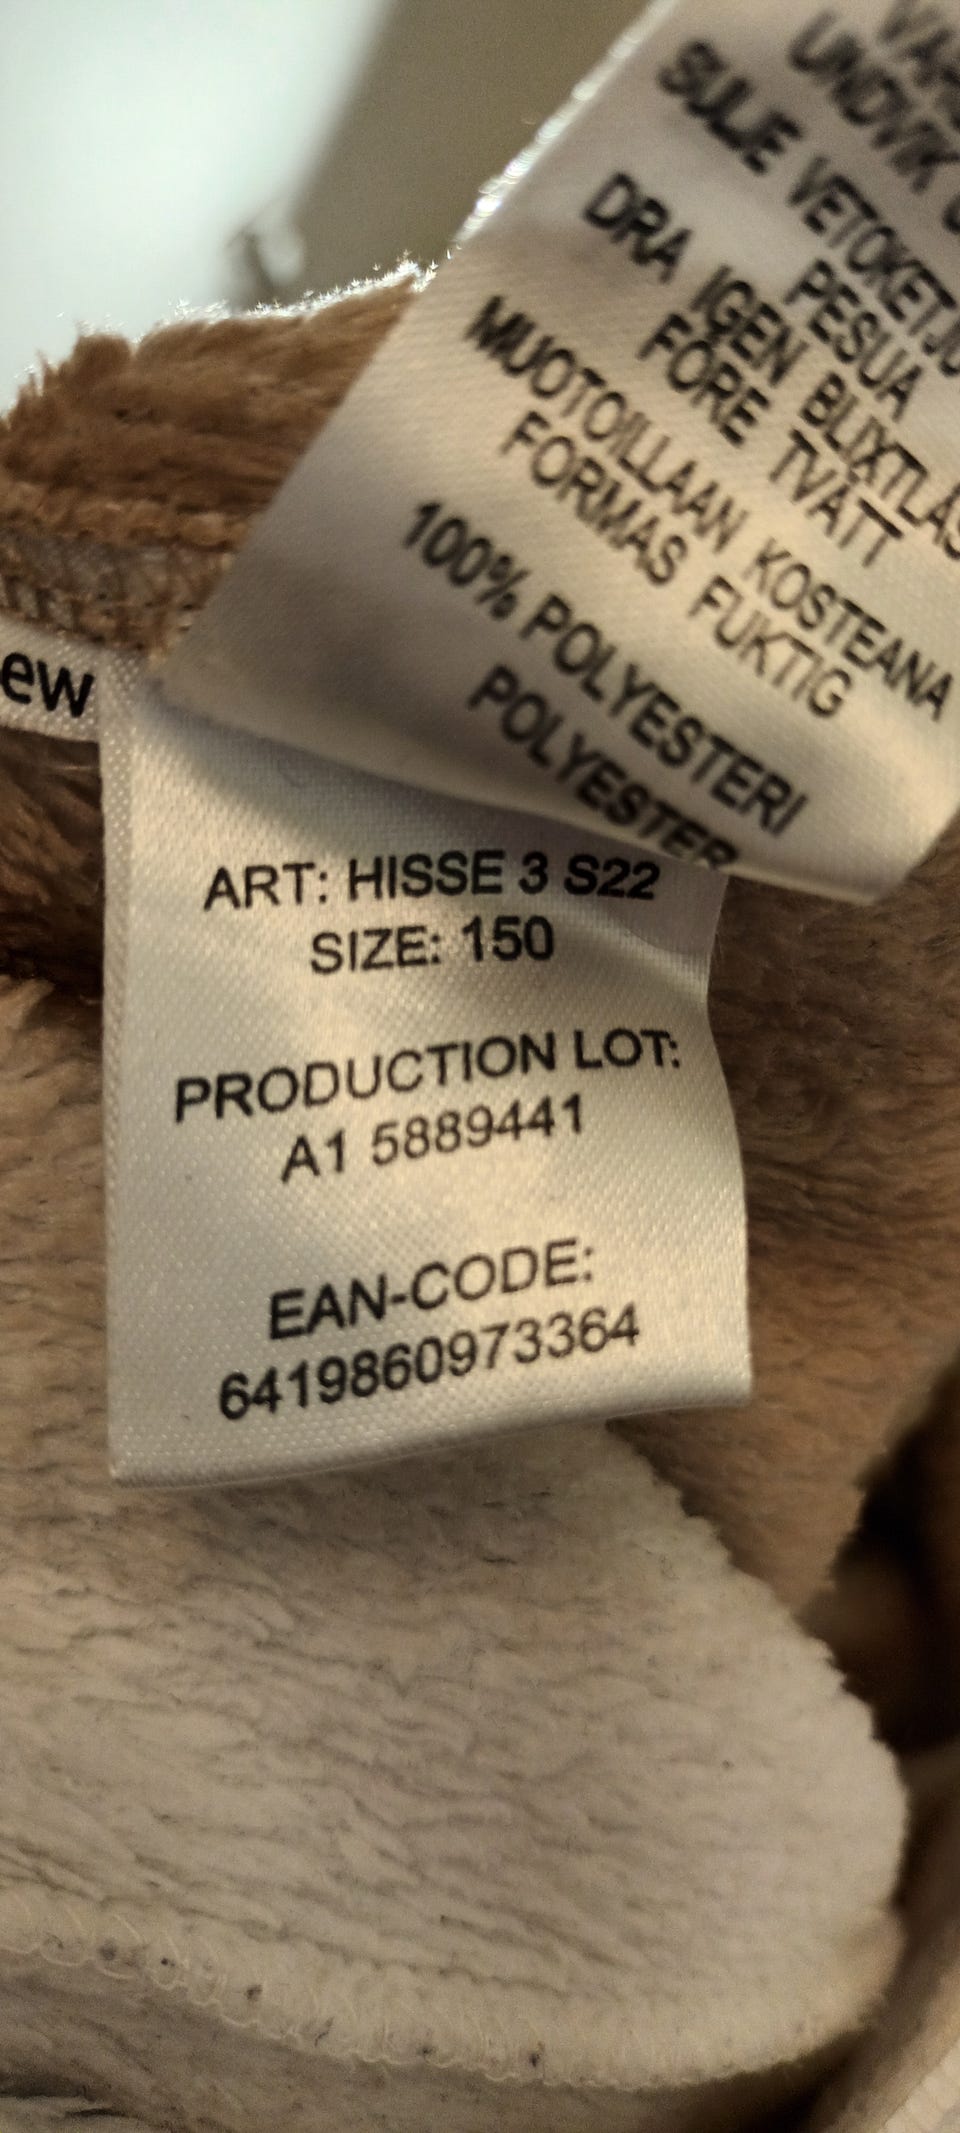 UNDVIK
SULJE VETOKETJU
PESUA
DRA IGEN BLIXTLÅS
FÖRE TVÄTT
MUOTOILLAAN KOSTEANA
FORMAS FUKTIG
100% POLYESTERI
POLYESTER
ew
ART: HISSE 3 S22
SIZE: 150
PRODUCTION LOT:
A1 5889441
EAN-CODE:
6419860973364